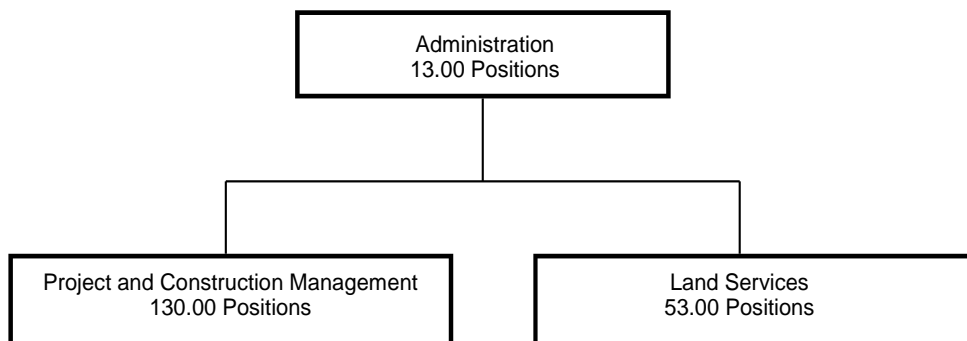 Administration
13.00 Positions
Project and Construction Management
130.00 Positions
Land Services
53.00 Positions